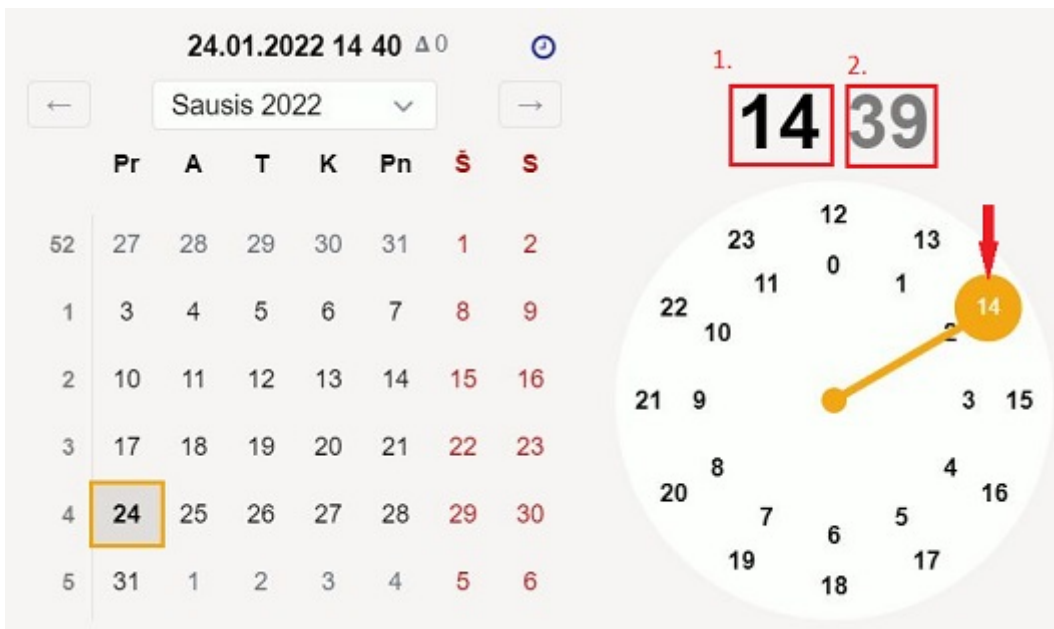 24.01.2022 14 40 Δ 0
← Sausis 2022 →
Pr A T K Pn Š S
52 27 28 29 30 31 1 2
1 3 4 5 6 7 8 9
2 10 11 12 13 14 15 16
3 17 18 19 20 21 22 23
4 24 25 26 27 28 29 30
5 31 1 2 3 4 5 6
1. 2.
14 39
12
23 13
0
11 1
22 14
10 2
21 9 3 15
8 4
20 16
7 5
6
19 17
18